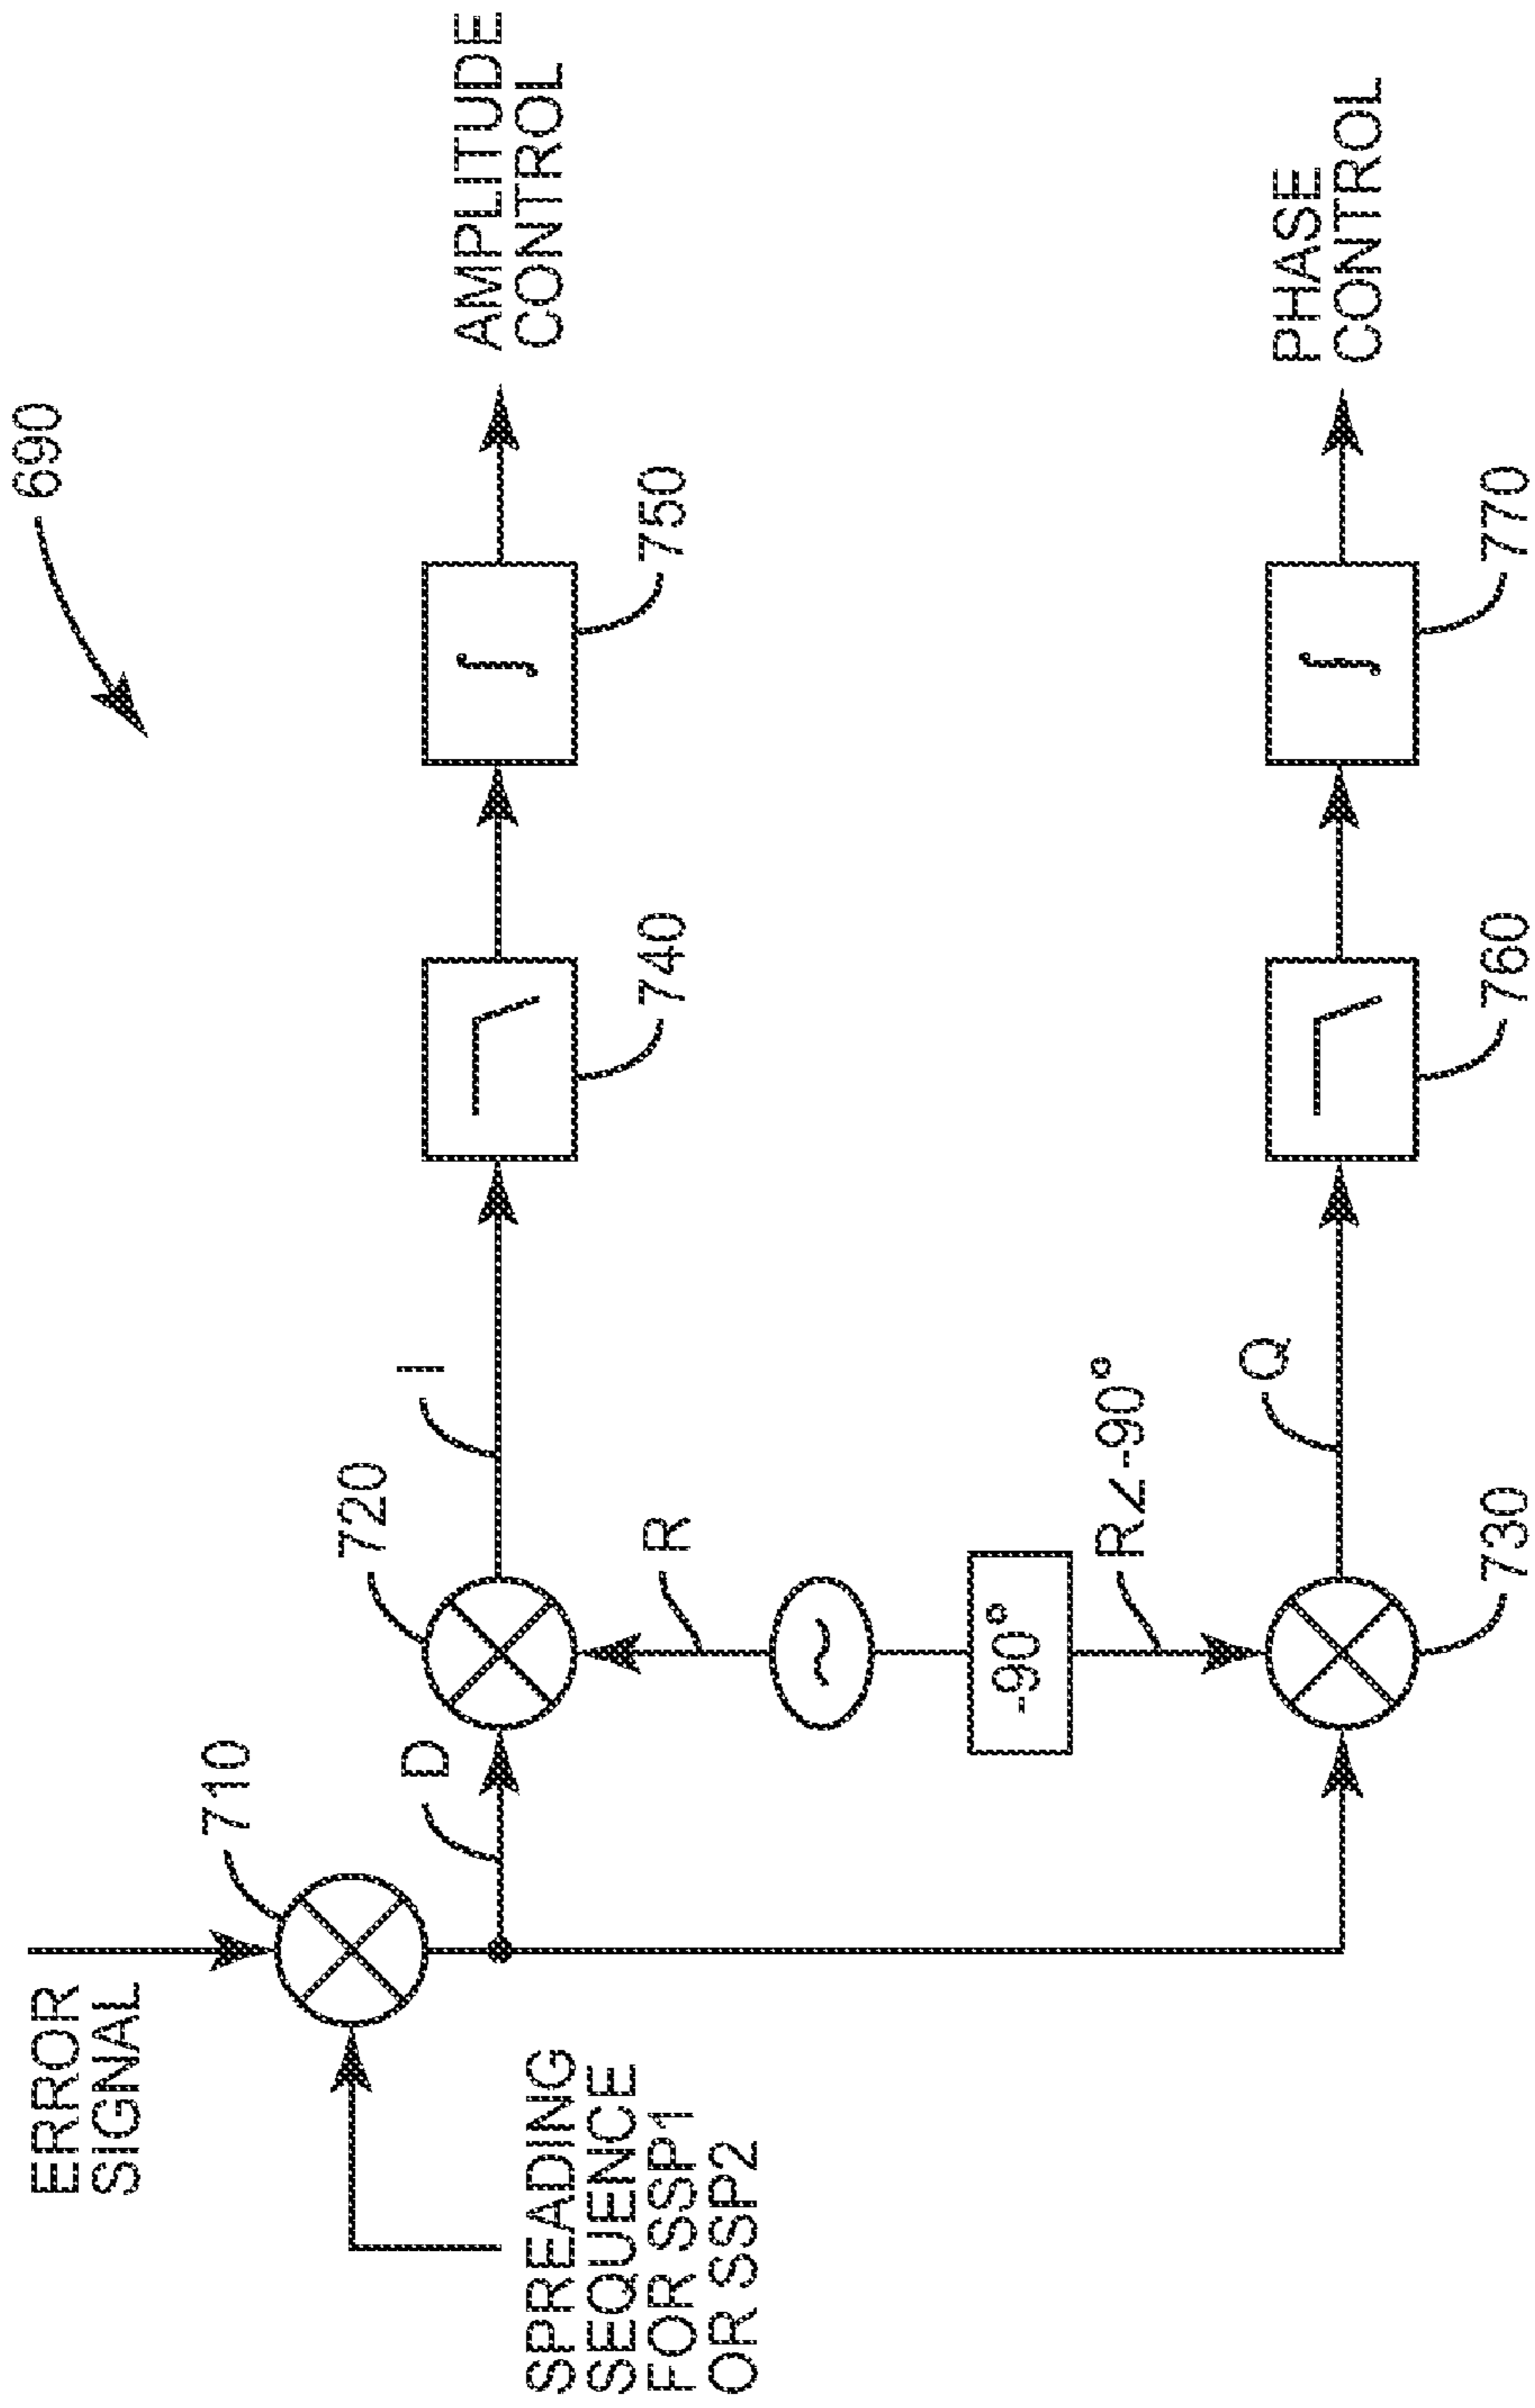 690
ERROR
SIGNAL
710
SPREADING
SEQUENCE
FOR SSP1
OR SSP2
D
720
I
740
750
AMPLITUDE
CONTROL
R
~
-90°
R∠-90°
730
Q
760
770
PHASE
CONTROL
∫
∫